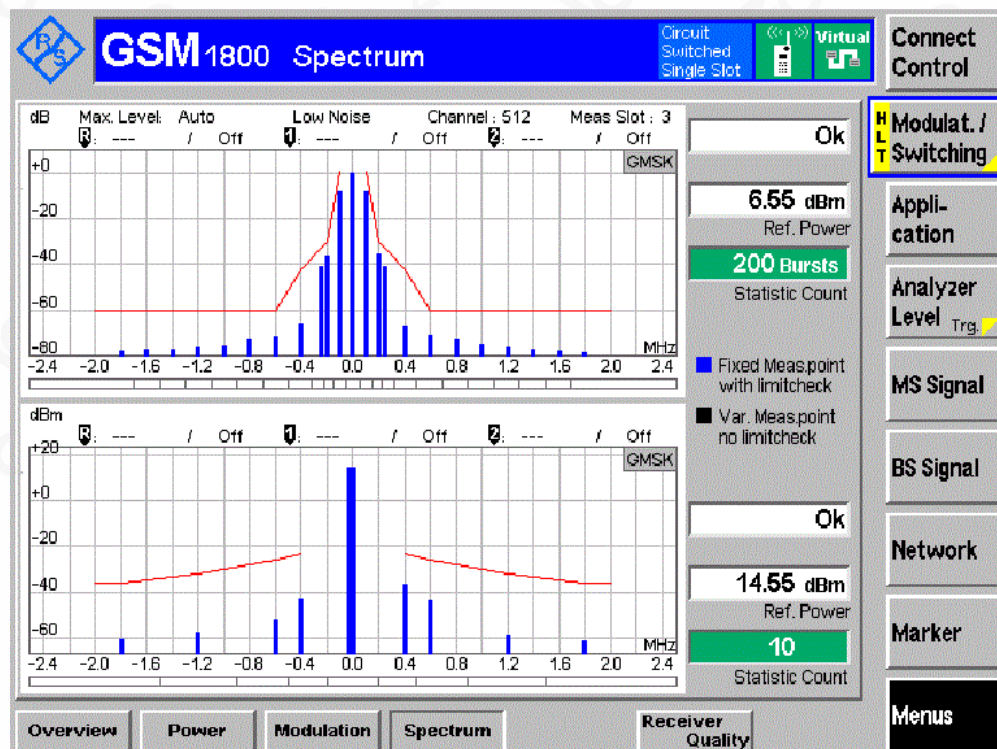 R&S
GSM 1800 Spectrum
Circuit Switched Single Slot
Virtual
Connect Control
dB Max. Level: Auto Low Noise Channel : 512 Meas Slot : 3
R: --- / Off 1: --- / Off 2: --- / Off
GMSK
+0
-20
-40
-60
-80
MHz
-2.4 -2.0 -1.6 -1.2 -0.8 -0.4 0.0 0.4 0.8 1.2 1.6 2.0 2.4
Ok
6.55 dBm
Ref. Power
200 Bursts
Statistic Count
Fixed Meas.point
with limitcheck
Var. Meas.point
no limitcheck
dBm
R: --- / Off 1: --- / Off 2: --- / Off
GMSK
+20
+0
-20
-40
-60
MHz
-2.4 -2.0 -1.6 -1.2 -0.8 -0.4 0.0 0.4 0.8 1.2 1.6 2.0 2.4
Ok
14.55 dBm
Ref. Power
10
Statistic Count
HLT
Modulat. /
Switching
Appli-
cation
Analyzer
Level Trg.
MS Signal
BS Signal
Network
Marker
Menus
Overview Power Modulation Spectrum Receiver Quality